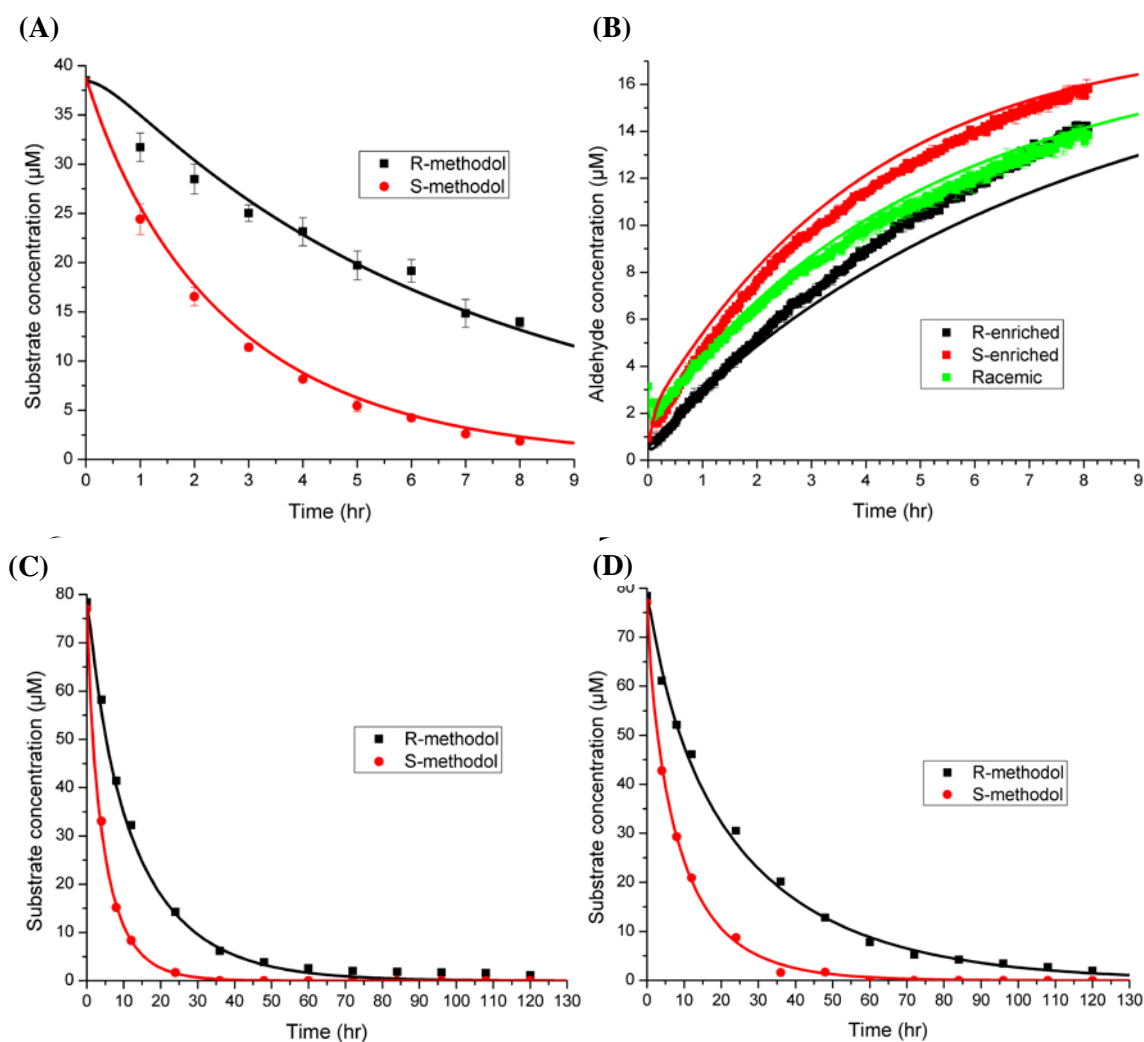 (A)
Substrate concentration (µM)
40
35
30
25
20
15
10
5
0
R-methodol
S-methodol
0 1 2 3 4 5 6 7 8 9
Time (hr)
(B)
Aldehyde concentration (µM)
16
14
12
10
8
6
4
2
0
R-enriched
S-enriched
Racemic
0 1 2 3 4 5 6 7 8 9
Time (hr)
(C)
Substrate concentration (µM)
80
70
60
50
40
30
20
10
0
R-methodol
S-methodol
0 10 20 30 40 50 60 70 80 90 100 110 120 130
Time (hr)
(D)
Substrate concentration (µM)
80
70
60
50
40
30
20
10
0
R-methodol
S-methodol
0 10 20 30 40 50 60 70 80 90 100 110 120 130
Time (hr)